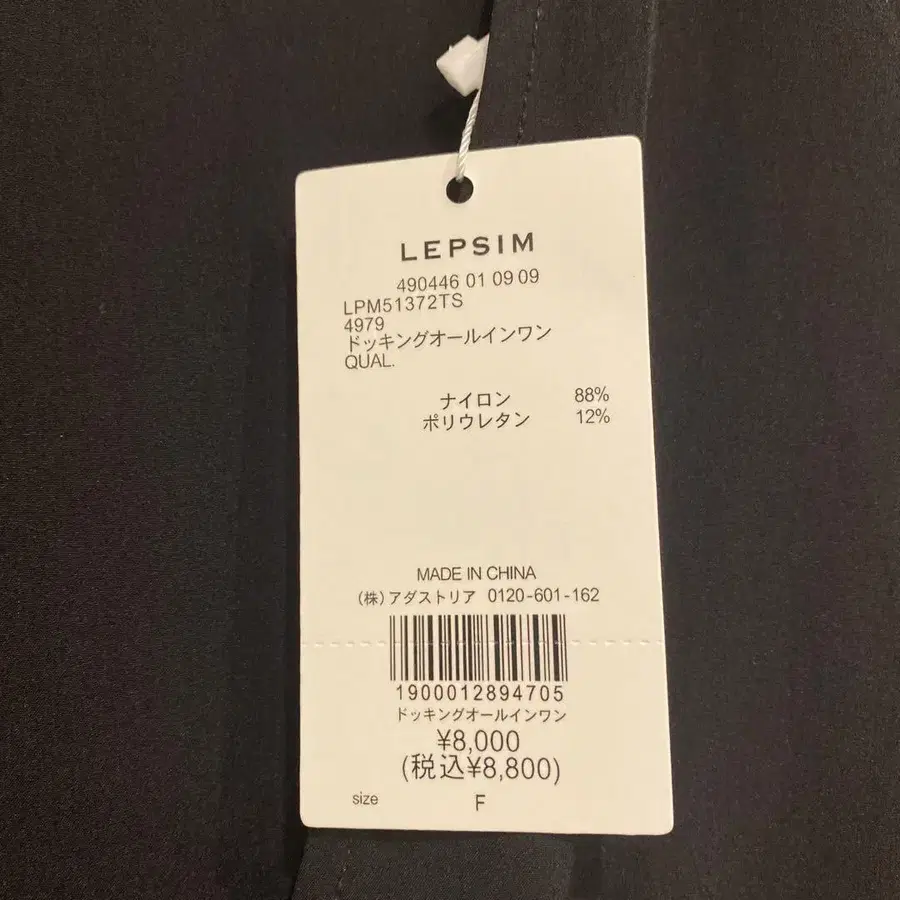 LEPSIM
490446 01 09 09
LPM51372TS
4979
ドッキングオールインワン
QUAL.
ナイロン 88%
ポリウレタン 12%
MADE IN CHINA
(株)アダストリア 0120-601-162
1900012894705
ドッキングオールインワン
¥8,000
(税込¥8,800)
size F